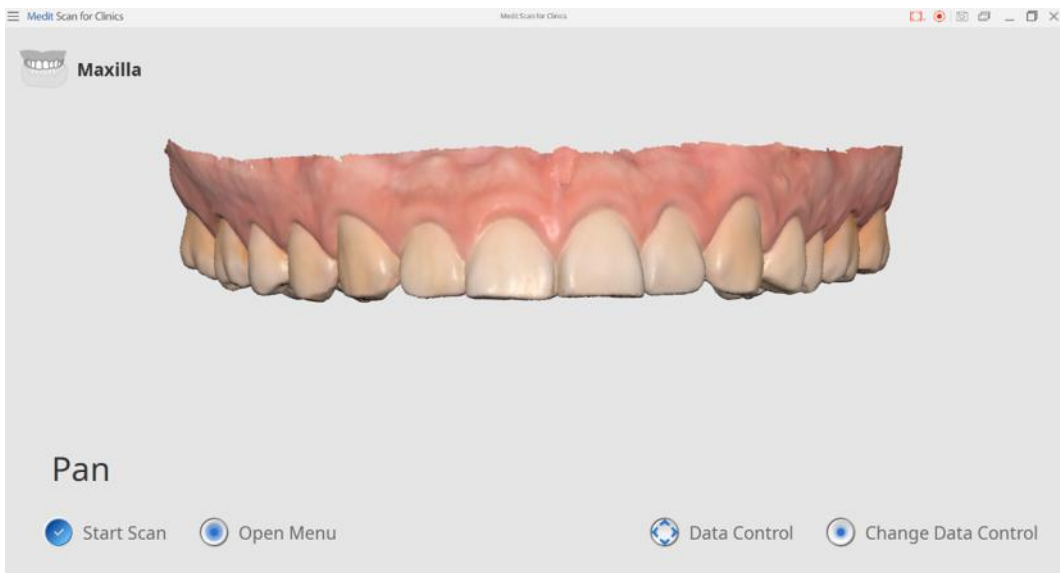 Medit Scan for Clinics
Medit Scan for Clinics
Maxilla
Pan
Start Scan
Open Menu
Data Control
Change Data Control